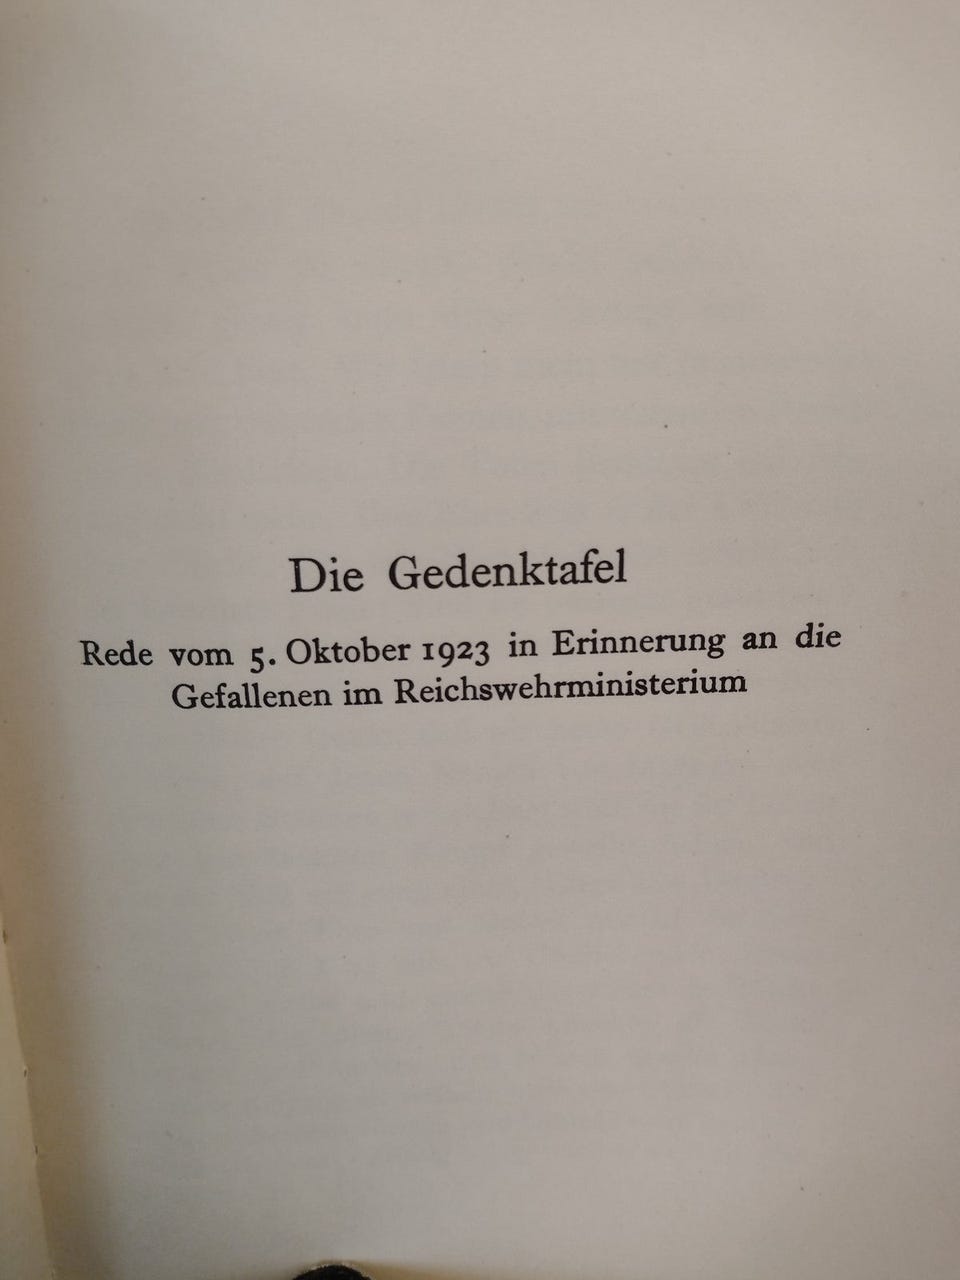 Die Gedenktafel
Rede vom 5. Oktober 1923 in Erinnerung an die
Gefallenen im Reichswehrministerium